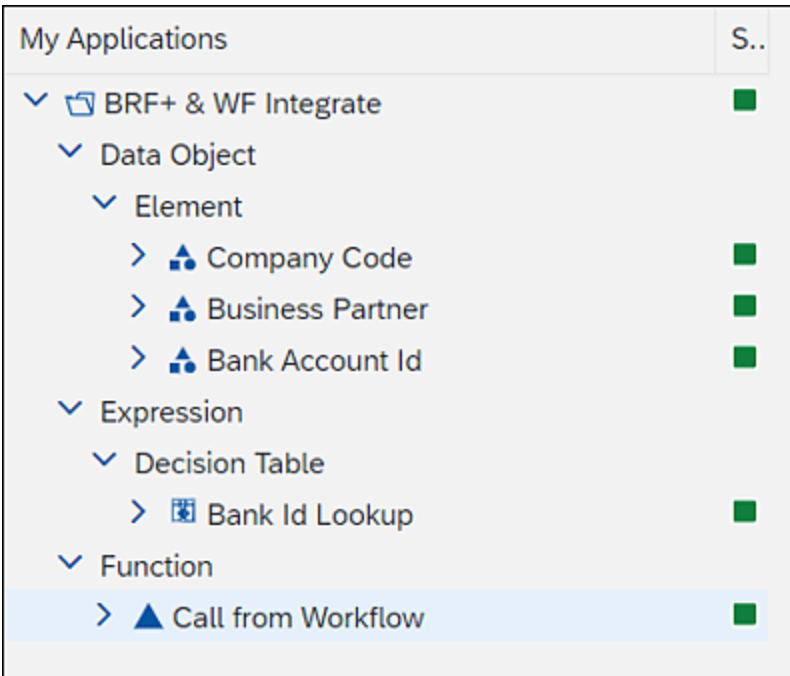 My Applications S..
BRF+ & WF Integrate
Data Object
Element
Company Code
Business Partner
Bank Account Id
Expression
Decision Table
Bank Id Lookup
Function
Call from Workflow